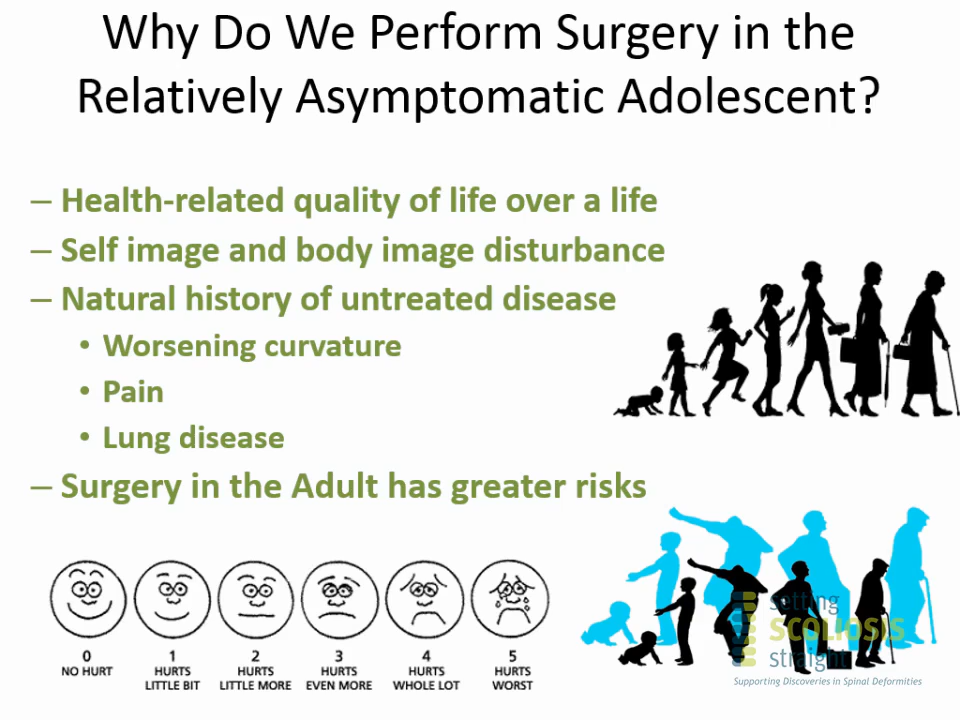 Why Do We Perform Surgery in the
Relatively Asymptomatic Adolescent?
– Health-related quality of life over a life
– Self image and body image disturbance
– Natural history of untreated disease
• Worsening curvature
• Pain
• Lung disease
– Surgery in the Adult has greater risks
0
NO HURT
1
HURTS
LITTLE BIT
2
HURTS
LITTLE MORE
3
HURTS
EVEN MORE
4
HURTS
WHOLE LOT
5
HURTS
WORST
setting
SCOLIOSIS
straight
Supporting Discoveries in Spinal Deformities